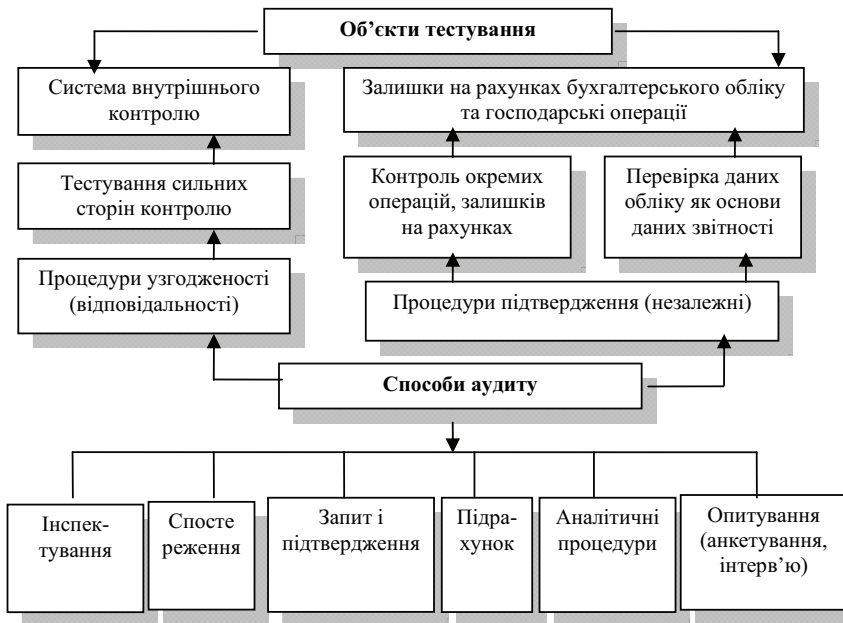 Об’єкти тестування
Система внутрішнього
контролю
Залишки на рахунках бухгалтерського обліку
та господарські операції
Тестування сильних
сторін контролю
Контроль окремих
операцій, залишків
на рахунках
Перевірка даних
обліку як основи
даних звітності
Процедури узгодженості
(відповідальності)
Процедури підтвердження (незалежні)
Способи аудиту
Інспек-
тування
Спосте
реження
Запит і
підтвердження
Підра-
хунок
Аналітичні
процедури
Опитування
(анкетування,
інтерв’ю)